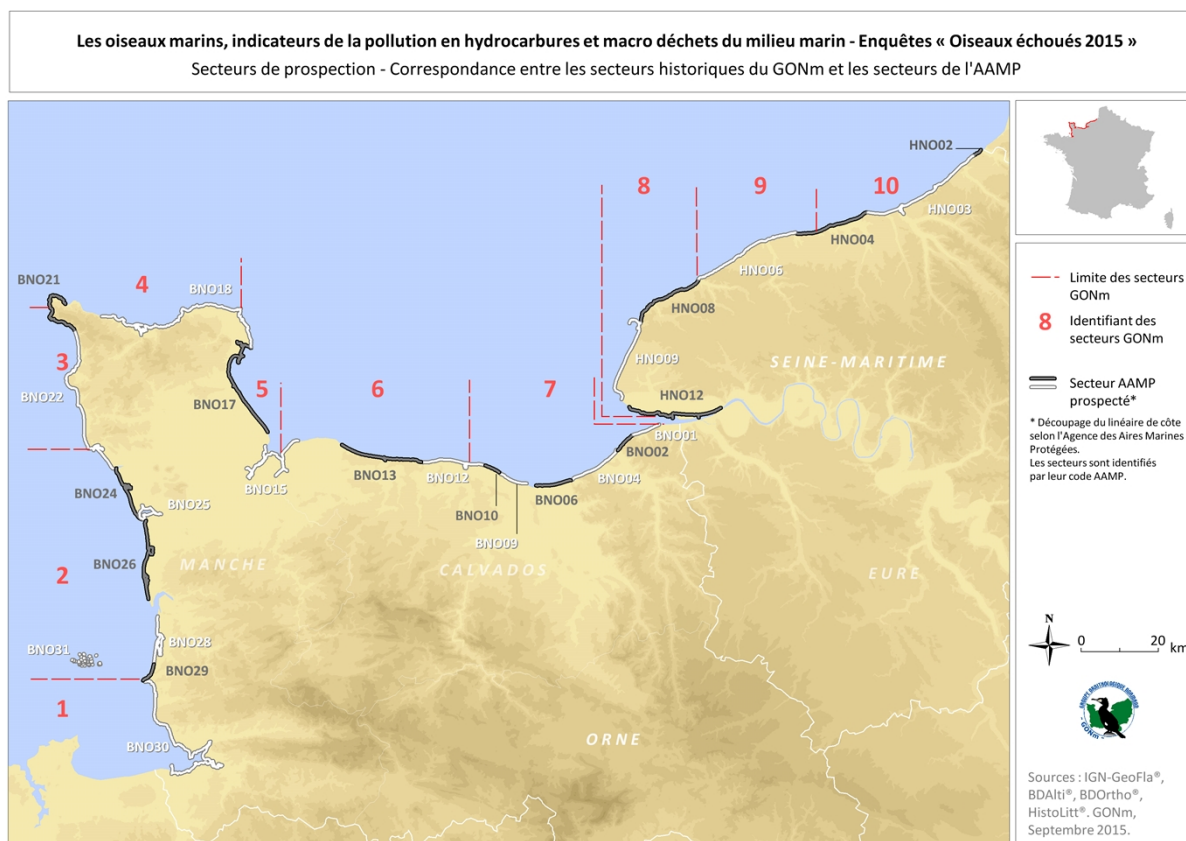 Les oiseaux marins, indicateurs de la pollution en hydrocarbures et macro déchets du milieu marin - Enquêtes « Oiseaux échoués 2015 »
Secteurs de prospection - Correspondance entre les secteurs historiques du GONm et les secteurs de l'AAMP
HNO02
8
9
10
HNO03
HNO04
BNO21
4
BNO18
HNO06
HNO08
3
HNO09
SEINE-MARITIME
BNO22
5
6
7
HNO12
BNO17
BNO01
BNO02
BNO13
BNO12
BNO04
BNO15
BNO24
BNO25
BNO06
BNO10
BNO09
BNO26
MANCHE
CALVADOS
EURE
2
BNO28
BNO31
BNO29
1
BNO30
ORNE
Limite des secteurs
GONm
8
Identifiant des
secteurs GONm
Secteur AAMP
prospecté*
* Découpage du linéaire de côte
selon l'Agence des Aires Marines
Protégées.
Les secteurs sont identifiés
par leur code AAMP.
N
0 20
km
GROUPE ORNITHOLOGIQUE NORMAND
- GONm -
Sources : IGN-GeoFla®,
BDAlti®, BDOrtho®,
HistoLitt®. GONm,
Septembre 2015.